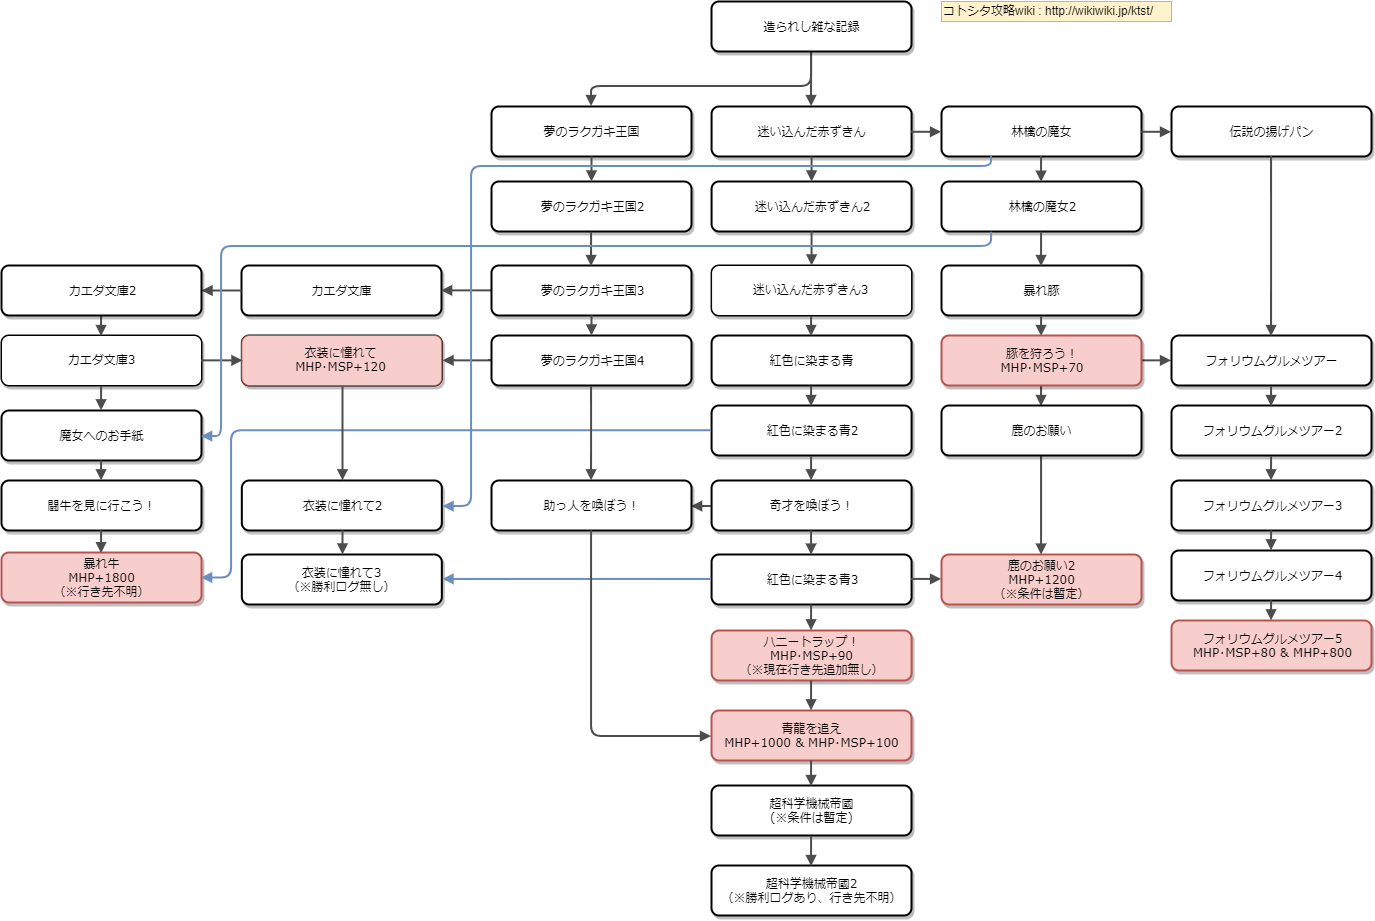 造られし雑な記録
コトシタ攻略wiki : http://wikiwiki.jp/ktst/
夢のラクガキ王国
迷い込んだ赤ずきん
林檎の魔女
伝説の揚げパン
夢のラクガキ王国2
迷い込んだ赤ずきん2
林檎の魔女2
カエダ文庫2
カエダ文庫
夢のラクガキ王国3
迷い込んだ赤ずきん3
暴れ豚
カエダ文庫3
衣装に憧れて
MHP･MSP+120
夢のラクガキ王国4
紅色に染まる青
豚を狩ろう！
MHP･MSP+70
フォリウムグルメツアー
魔女へのお手紙
紅色に染まる青2
鹿のお願い
フォリウムグルメツアー2
闘牛を見に行こう！
衣装に憧れて2
助っ人を喚ぼう！
奇才を喚ぼう！
フォリウムグルメツアー3
暴れ牛
MHP+1800
（※行き先不明）
衣装に憧れて3
（※勝利ログ無し）
紅色に染まる青3
鹿のお願い2
MHP+1200
（※条件は暫定）
フォリウムグルメツアー4
ハニートラップ！
MHP･MSP+90
（※現在行き先追加無し）
フォリウムグルメツアー5
MHP･MSP+80 & MHP+800
青龍を追え
MHP+1000 & MHP･MSP+100
超科学機械帝國
（※条件は暫定）
超科学機械帝國2
（※勝利ログあり、行き先不明）